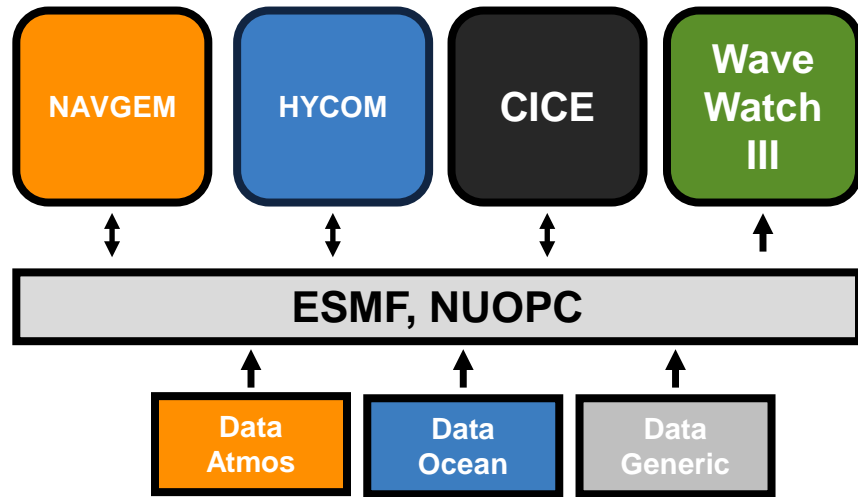 NAVGEM
HYCOM
CICE
Wave
Watch
III
ESMF, NUOPC
Data
Atmos
Data
Ocean
Data
Generic